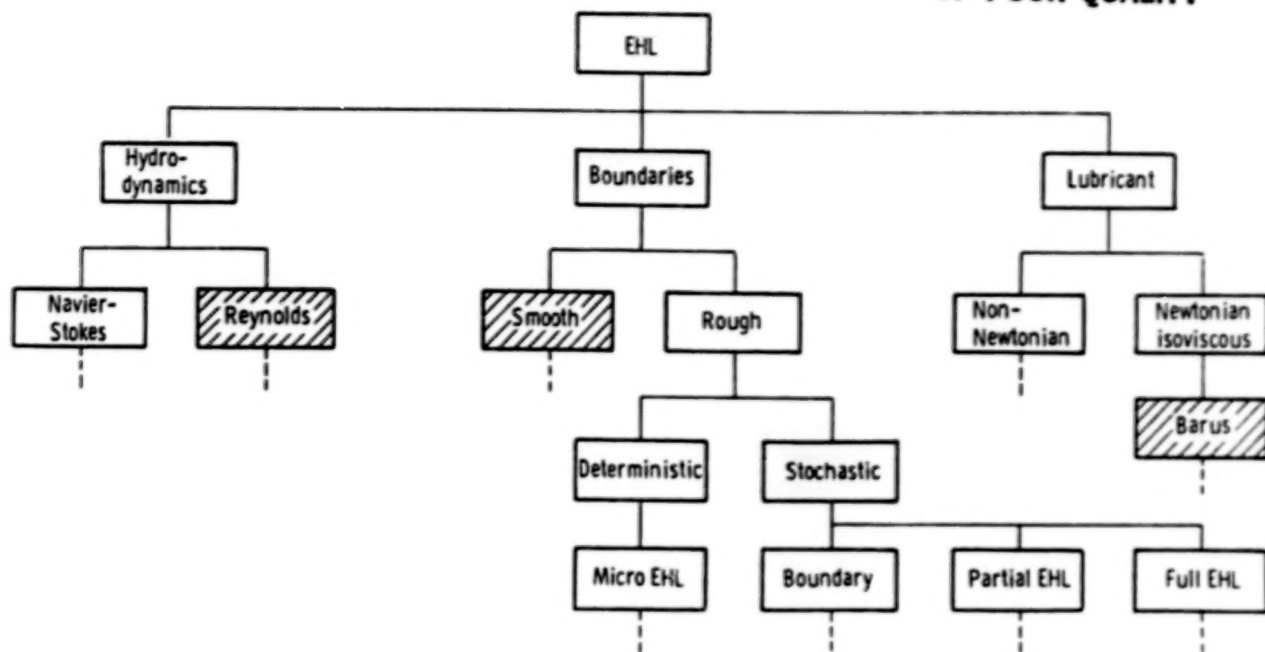 QUALITY
EHL
Hydro-
dynamics
Boundaries
Lubricant
Navier-
Stokes
Reynolds
Smooth
Rough
Non-
Newtonian
Newtonian
isoviscous
Barus
Deterministic
Stochastic
Micro EHL
Boundary
Partial EHL
Full EHL